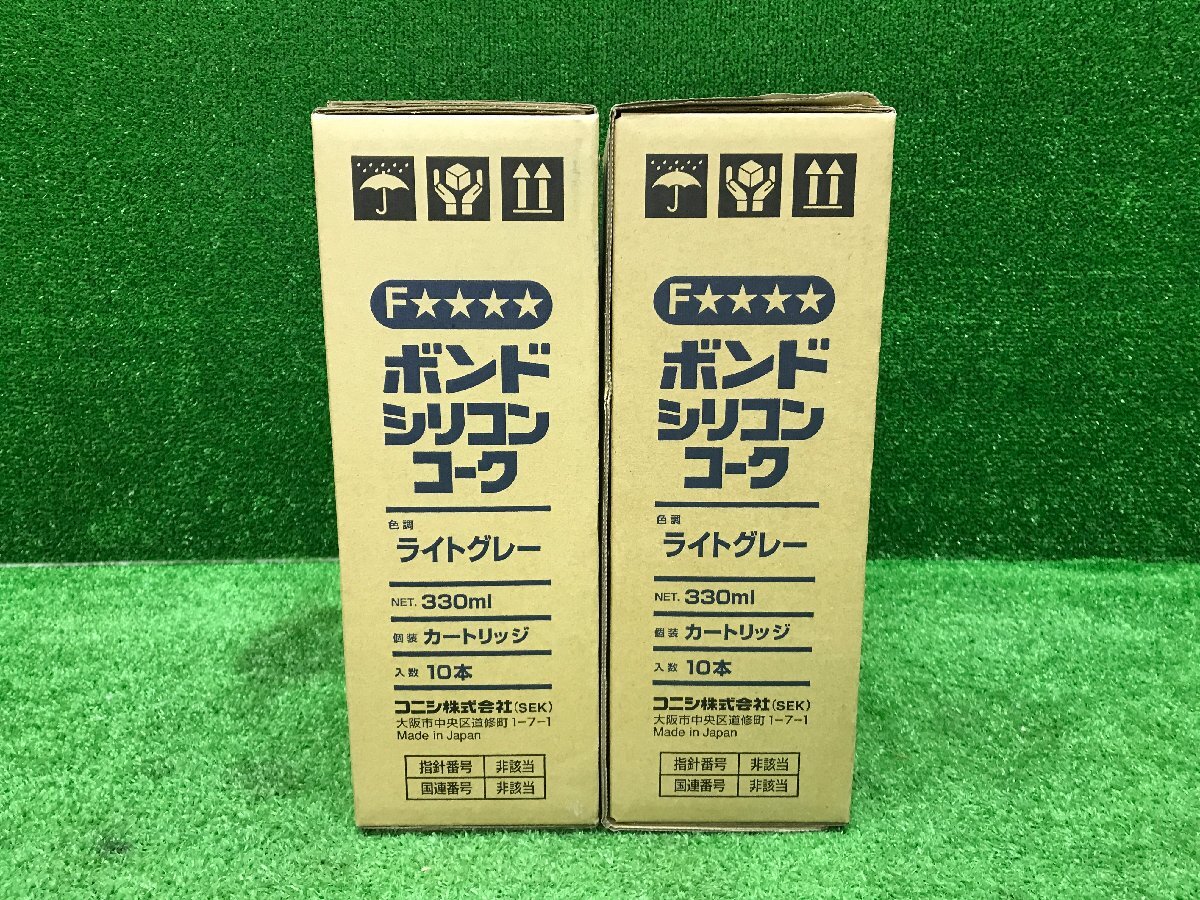 F★★★★
ボンド
シリコン
コーク
色調
ライトグレー
NET. 330ml
個装 カートリッジ
入数 10本
コニシ株式会社(SEK)
大阪市中央区道修町1-7-1
Made in Japan
指針番号 非該当
国連番号 非該当
F★★★★
ボンド
シリコン
コーク
色調
ライトグレー
NET. 330ml
個装 カートリッジ
入数 10本
コニシ株式会社(SEK)
大阪市中央区道修町1-7-1
Made in Japan
指針番号 非該当
国連番号 非該当